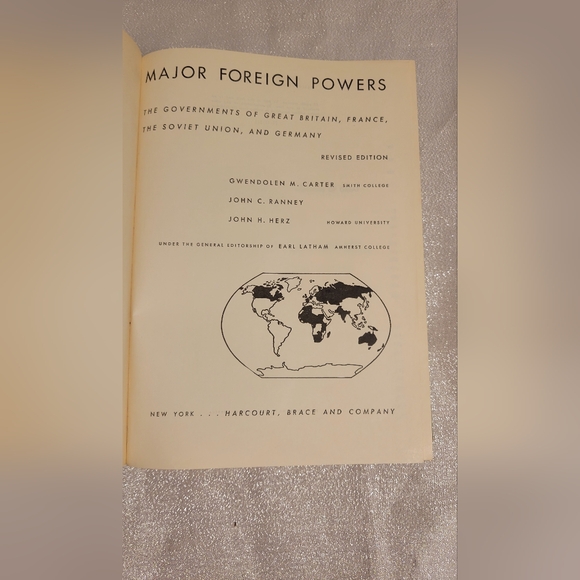 MAJOR FOREIGN POWERS
THE GOVERNMENTS OF GREAT BRITAIN, FRANCE,
THE SOVIET UNION, AND GERMANY
REVISED EDITION
GWENDOLEN M. CARTER SMITH COLLEGE
JOHN C. RANNEY
JOHN H. HERZ HOWARD UNIVERSITY
UNDER THE GENERAL EDITORSHIP OF EARL LATHAM AMHERST COLLEGE
NEW YORK . . . HARCOURT, BRACE AND COMPANY